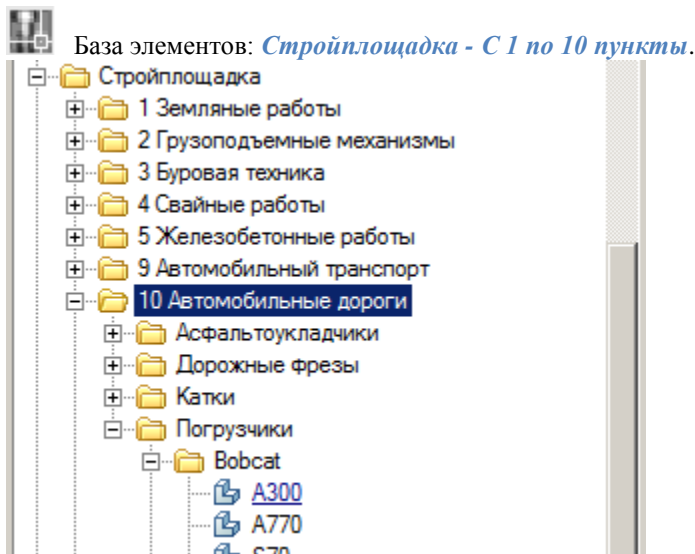 База элементов: Стройплощадка - С 1 по 10 пункты.
Стройплощадка
1 Земляные работы
2 Грузоподъемные механизмы
3 Буровая техника
4 Свайные работы
5 Железобетонные работы
9 Автомобильный транспорт
10 Автомобильные дороги
Асфальтоукладчики
Дорожные фрезы
Катки
Погрузчики
Bobcat
A300
A770